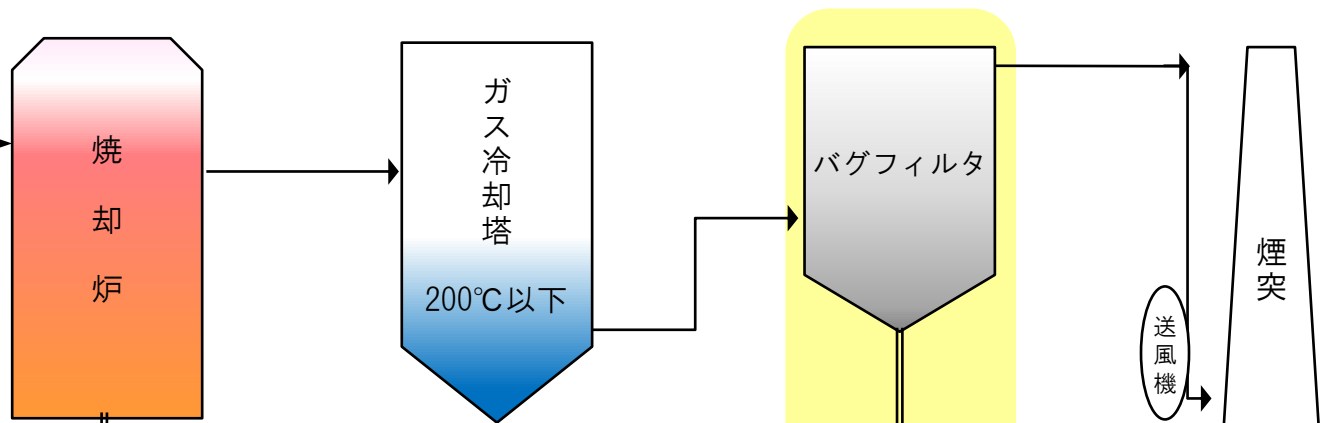 焼却炉
ガス冷却塔
200℃以下
バグフィルタ
送風機
煙突